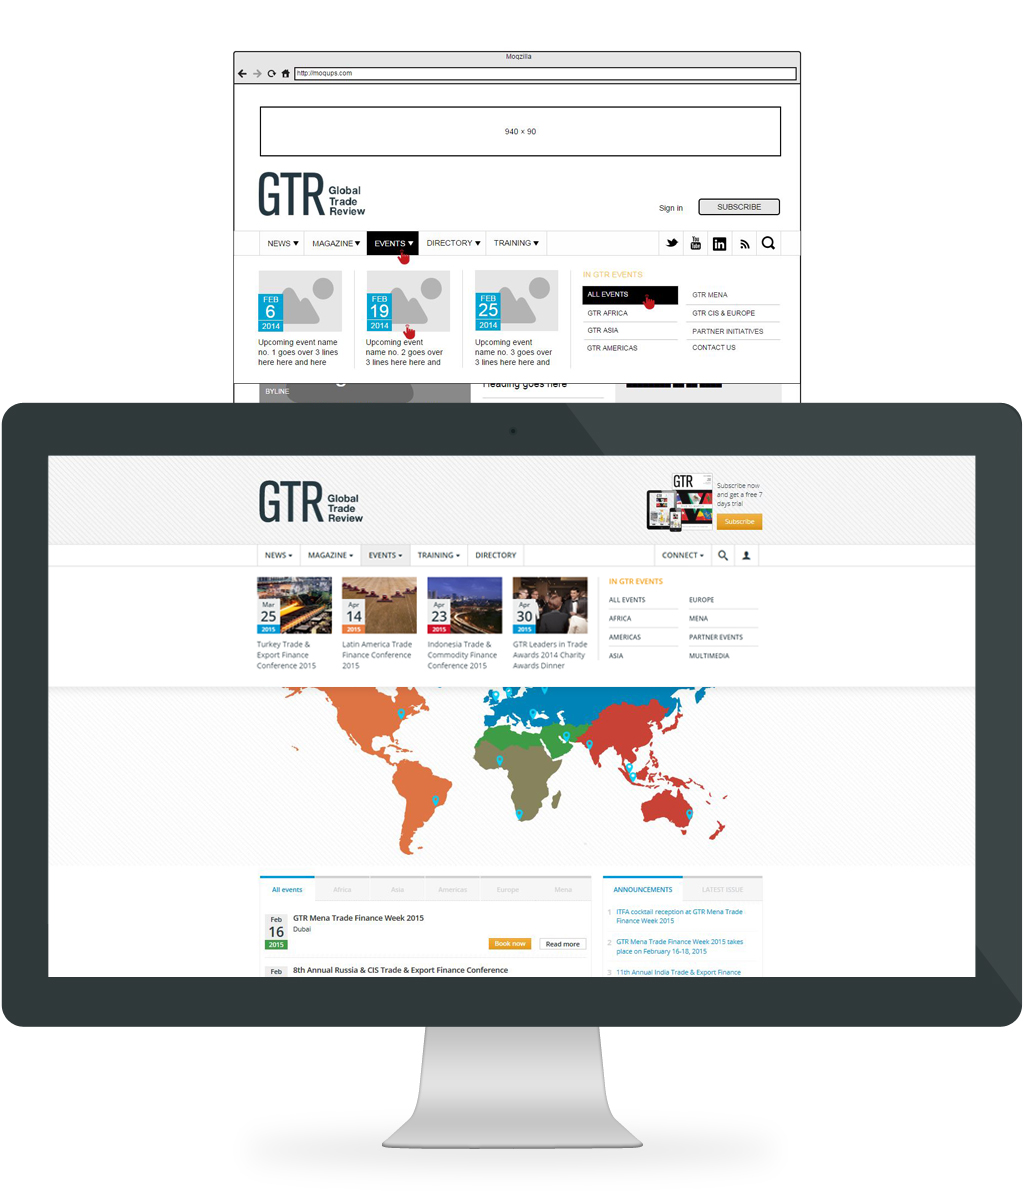 Moqzilla
http://moqups.com
940 × 90
GTR Global
Trade
Review
Sign in
SUBSCRIBE
NEWS ▼ MAGAZINE ▼ EVENTS ▼ DIRECTORY ▼ TRAINING ▼
You
Tube
in
FEB
6
2014
Upcoming event name
no. 1 goes over 3 lines
here here and here
FEB
19
2014
Upcoming event
name no. 2 goes over
3 lines here here and
FEB
25
2014
Upcoming event
name no. 3 goes over
3 lines here here and
IN GTR EVENTS
ALL EVENTS
GTR AFRICA
GTR ASIA
GTR AMERICAS
GTR MENA
GTR CIS & EUROPE
PARTNER INITIATIVES
CONTACT US
BYLINE
Heading goes here
GTR Global
Trade
Review
GTR
Subscribe now
and get a free 7
days trial
Subscribe
NEWS MAGAZINE EVENTS TRAINING DIRECTORY
CONNECT
Mar
25
2015
Turkey Trade &
Export Finance
Conference 2015
Apr
14
2015
Latin America Trade
Finance Conference
2015
Apr
23
2015
Indonesia Trade &
Commodity Finance
Conference 2015
Apr
30
2015
GTR Leaders in Trade
Awards 2014 Charity
Awards Dinner
IN GTR EVENTS
ALL EVENTS
AFRICA
AMERICAS
ASIA
EUROPE
MENA
PARTNER EVENTS
MULTIMEDIA
All events Africa Asia Americas Europe Mena
Feb
16
2015
GTR Mena Trade Finance Week 2015
Dubai
Book now
Read more
Feb
8th Annual Russia & CIS Trade & Export Finance Conference
ANNOUNCEMENTS LATEST ISSUE
1 ITFA cocktail reception at GTR Mena Trade
Finance Week 2015
2 GTR Mena Trade Finance Week 2015 takes
place on February 16-18, 2015
3 11th Annual India Trade & Export Finance